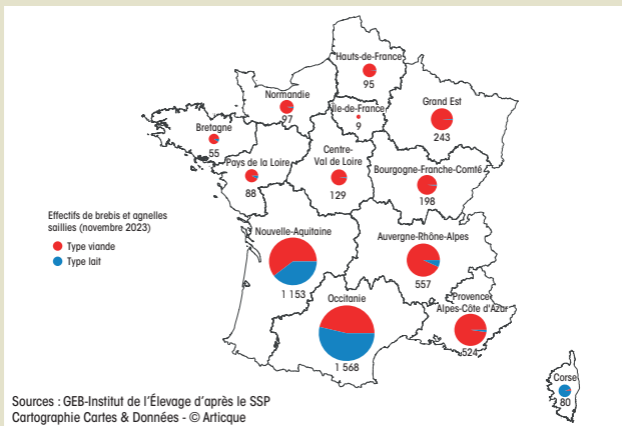 Hauts-de-France
95
Normandie
97
Île-de-France
9
Grand Est
243
Bretagne
55
Pays de la Loire
88
Centre-
Val de Loire
129
Bourgogne-Franche-Comté
198
Effectifs de brebis et agnelles
saillies (novembre 2023)
Type viande
Type lait
Nouvelle-Aquitaine
1 153
Auvergne-Rhône-Alpes
557
Occitanie
1 568
Provence
Alpes-Côte d'Azur
524
Corse
80
Sources : GEB-Institut de l'Élevage d'après le SSP
Cartographie Cartes & Données - © Articque